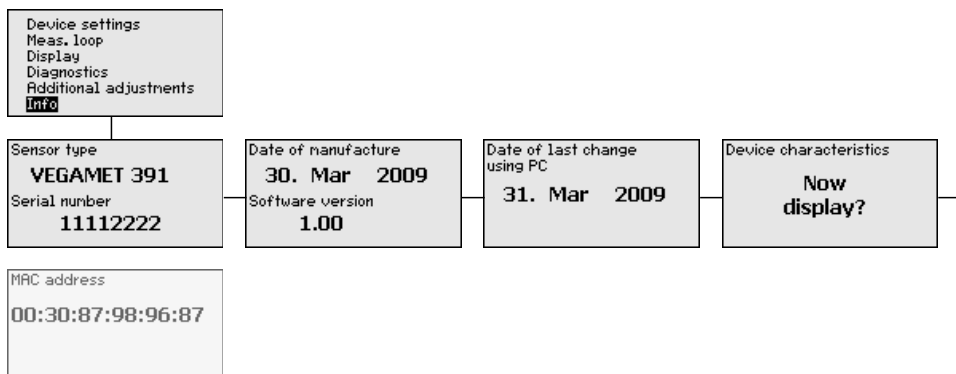 Device settings
Meas. loop
Display
Diagnostics
Additional adjustments
Info
Sensor type
VEGAMET 391
Serial number
11112222
Date of manufacture
30. Mar 2009
Software version
1.00
Date of last change
using PC
31. Mar 2009
Device characteristics
Now
display?
MAC address
00:30:87:98:96:87